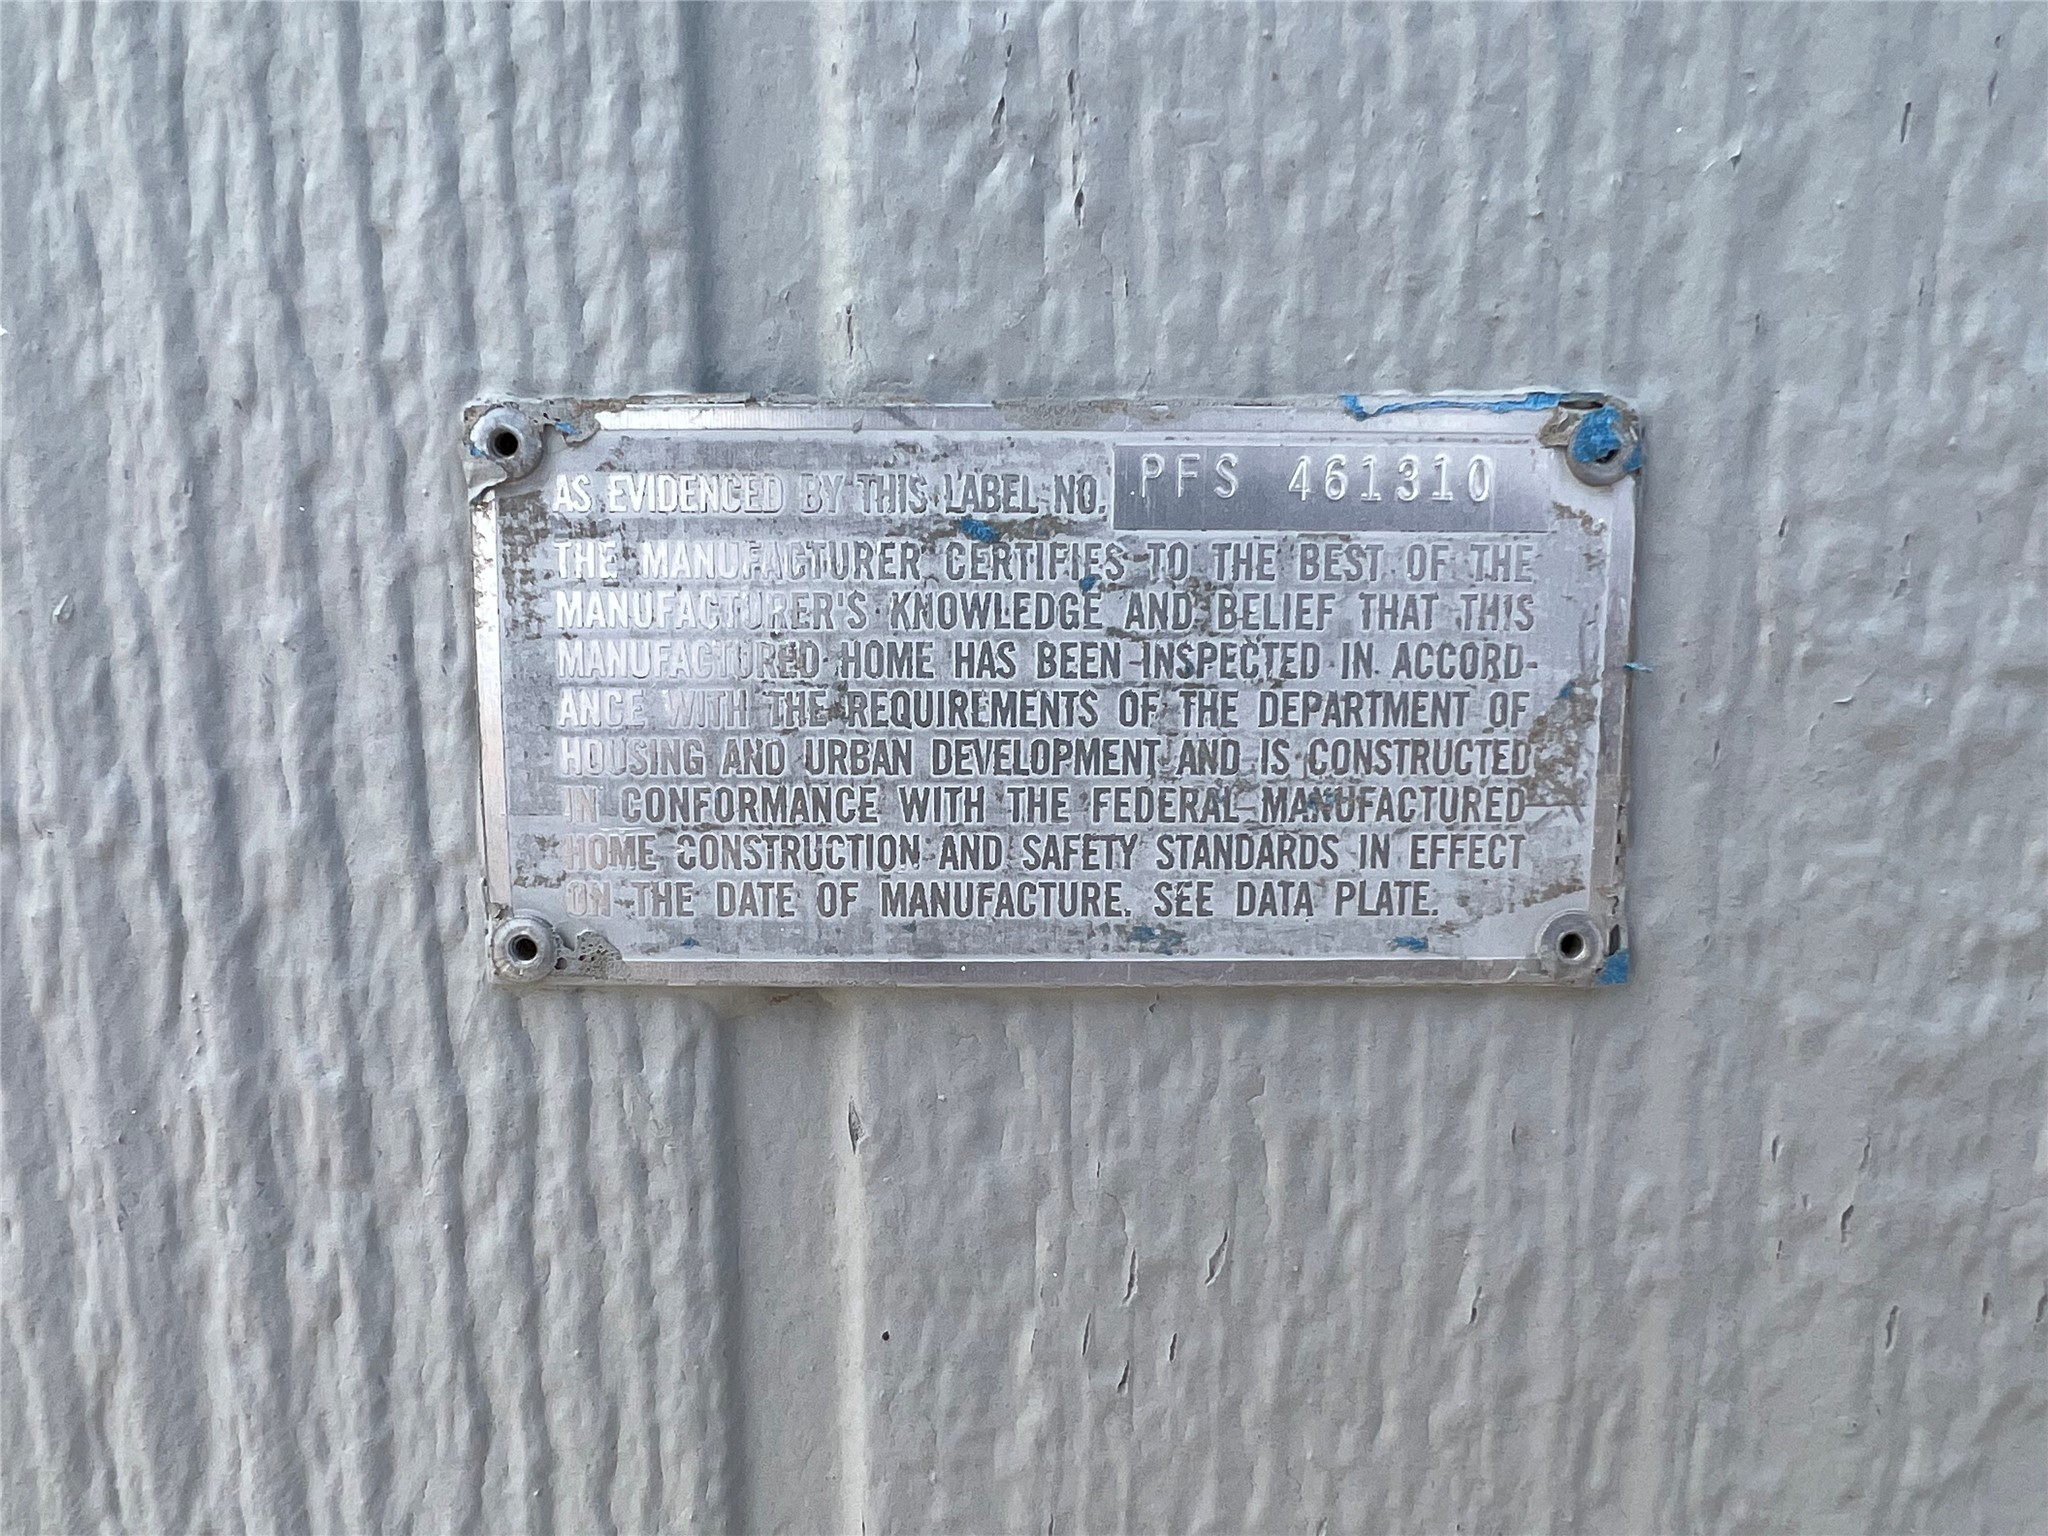 AS EVIDENCED BY THIS LABEL NO. PFS 461310
THE MANUFACTURER CERTIFIES TO THE BEST OF THE
MANUFACTURER'S KNOWLEDGE AND BELIEF THAT THIS
MANUFACTURED HOME HAS BEEN INSPECTED IN ACCORD-
ANCE WITH THE REQUIREMENTS OF THE DEPARTMENT OF
HOUSING AND URBAN DEVELOPMENT AND IS CONSTRUCTED
IN CONFORMANCE WITH THE FEDERAL MANUFACTURED
HOME CONSTRUCTION AND SAFETY STANDARDS IN EFFECT
ON THE DATE OF MANUFACTURE. SEE DATA PLATE.